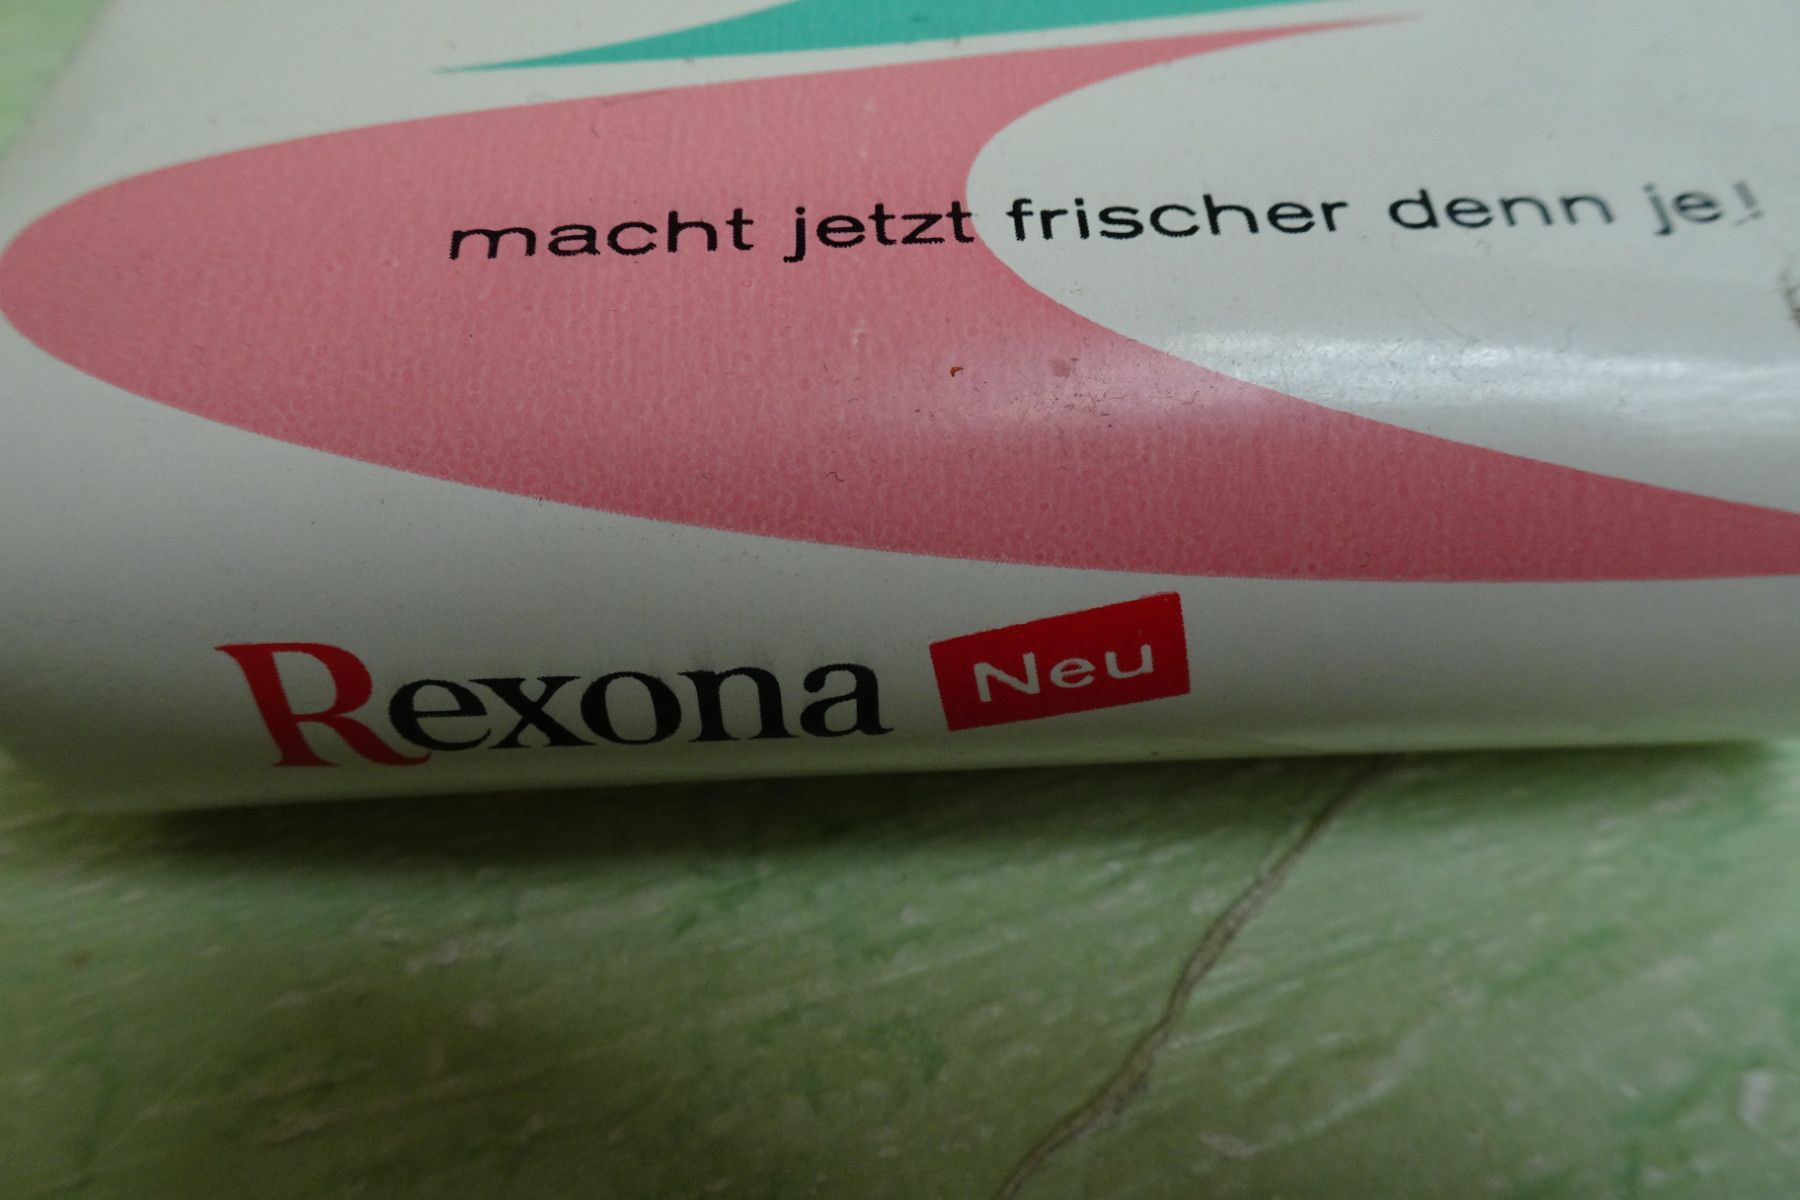 macht jetzt frischer denn je!
Rexona Neu